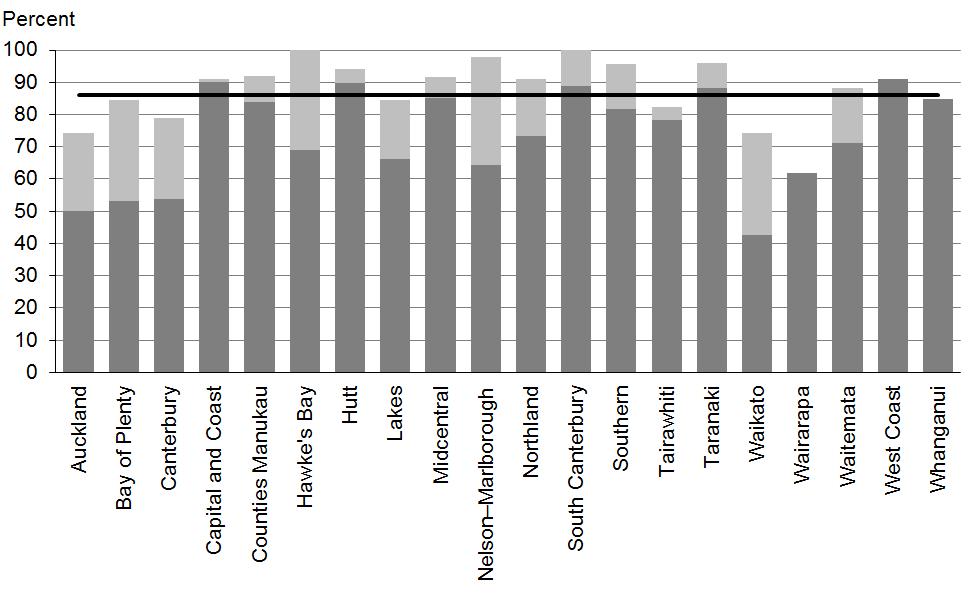 Percent
100
90
80
70
60
50
40
30
20
10
0
Auckland
Bay of Plenty
Canterbury
Capital and Coast
Counties Manukau
Hawke's Bay
Hutt
Lakes
Midcentral
Nelson–Marlborough
Northland
South Canterbury
Southern
Tairawhiti
Taranaki
Waikato
Wairarapa
Waitemata
West Coast
Whanganui